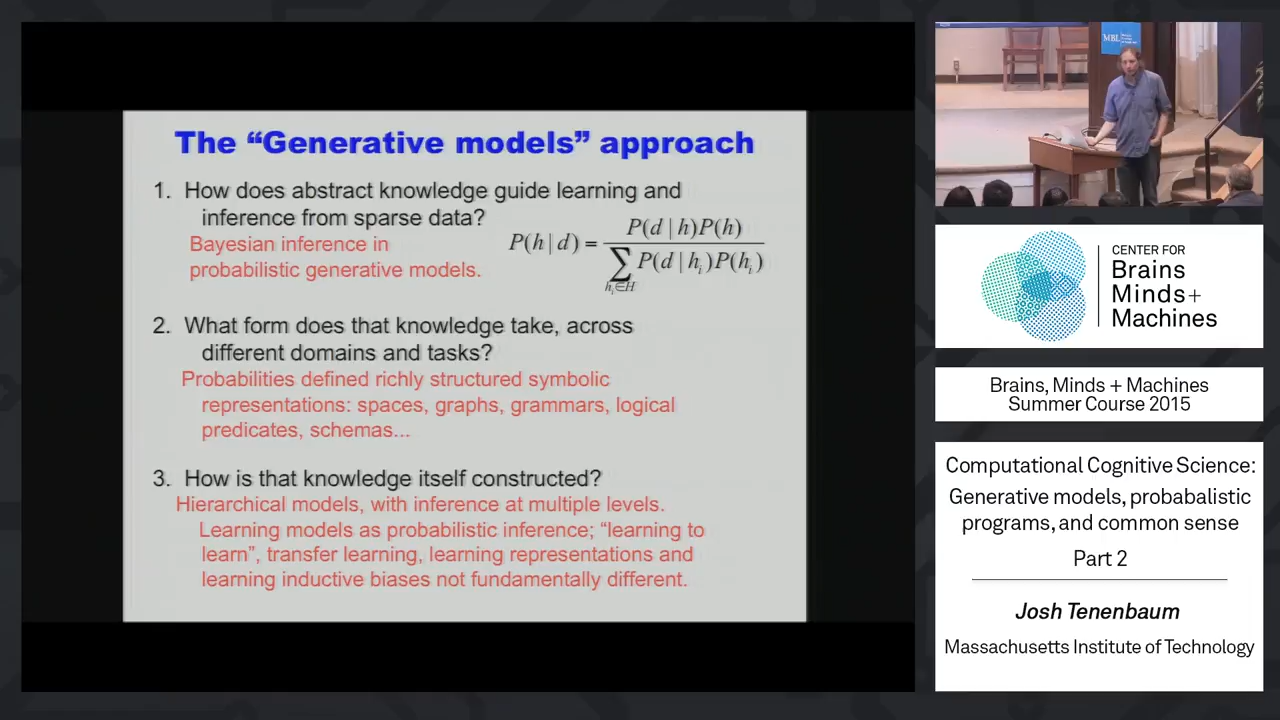 The “Generative models” approach
1. How does abstract knowledge guide learning and
inference from sparse data?
Bayesian inference in
probabilistic generative models.
P(h | d) = P(d | h)P(h) / ∑ hᵢ∈H P(d | hᵢ)P(hᵢ)
2. What form does that knowledge take, across
different domains and tasks?
Probabilities defined richly structured symbolic
representations: spaces, graphs, grammars, logical
predicates, schemas...
3. How is that knowledge itself constructed?
Hierarchical models, with inference at multiple levels.
Learning models as probabilistic inference; “learning to
learn”, transfer learning, learning representations and
learning inductive biases not fundamentally different.
MBL
CENTER FOR
Brains
Minds+
Machines
Brains, Minds + Machines
Summer Course 2015
Computational Cognitive Science:
Generative models, probabalistic
programs, and common sense
Part 2
Josh Tenenbaum
Massachusetts Institute of Technology